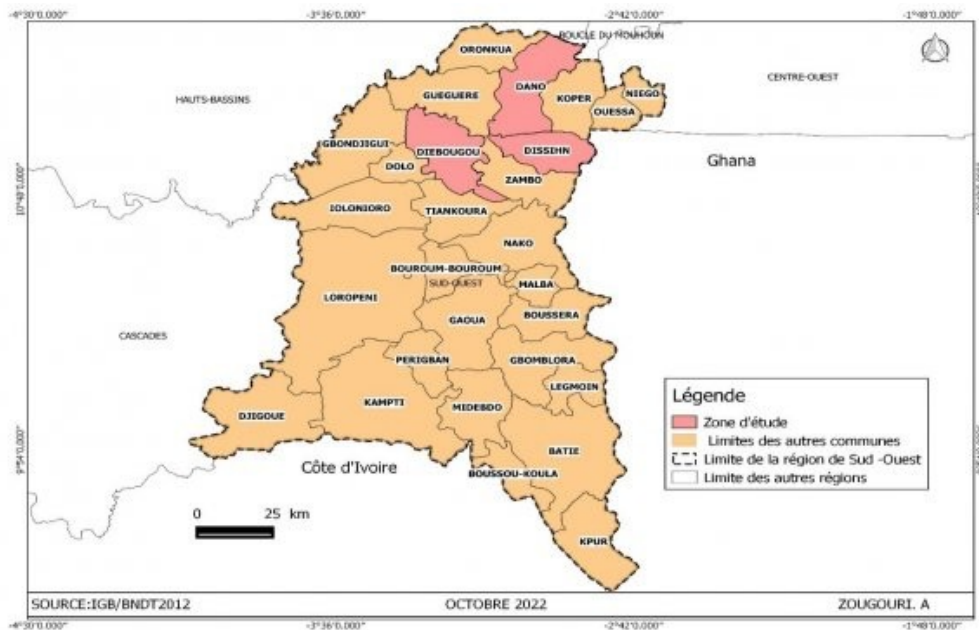 -4°30'0.000"
-3°36'0.000"
-2°42'0.000"
-1°48'0.000"
BOUCLE DU MOUHOUN
ORONKUA
CENTRE-OUEST
DANO
HAUTS-BASSINS
GUEGUERE
KOPER
NIEGO
OUESSA
GBONDJIGUI
DIEBOUGOU
DISSIHN
Ghana
DOLO
ZAMBO
10°48'0.000"
IOLONIORO
TIANKOURA
NAKO
BOUROUM-BOUROUM
SUD-OUEST
MALBA
LOROPENI
GAOUA
BOUSSERA
CASCADES
PERIGBAN
GBOMBLORA
LEGMOIN
KAMPTI
MIDEBDO
DJIGOUE
BATIE
9°54'0.000"
Côte d'Ivoire
BOUSSOU-KOULA
KPUR
Légende
Zone d'étude
Limites des autres communes
Limite de la région de Sud -Ouest
Limite des autres régions
0 25 km
SOURCE:IGB/BNDT2012
OCTOBRE 2022
ZOUGOURI. A
-4°30'0.000"
-3°36'0.000"
-2°42'0.000"
-1°48'0.000"